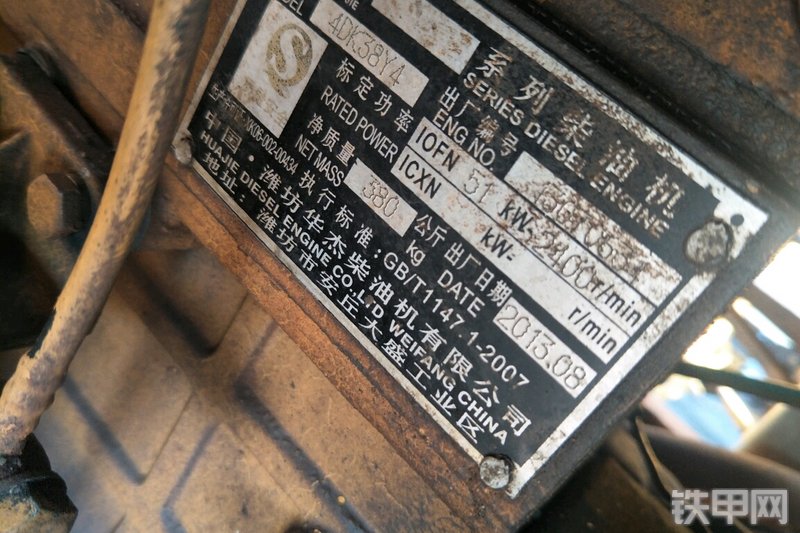 系列柴油机
SERIES DIESEL ENGINE
4DK38Y4
出厂编号
ENG NO.
标定功率 IOFN 51 kW- 2400r/min
RATED POWER ICXN kW- r/min
净质量 380 公斤 出厂日期 2013.08
NET MASS kg DATE
XK06-002-00434 执行标准:GB/T1147.1-2007
中国·潍坊华杰柴油机有限公司
HUAJIE DIESEL ENGINE CO.,LTD.WEIFANG CHINA
地址:潍坊市安丘大盛工业区
铁甲网